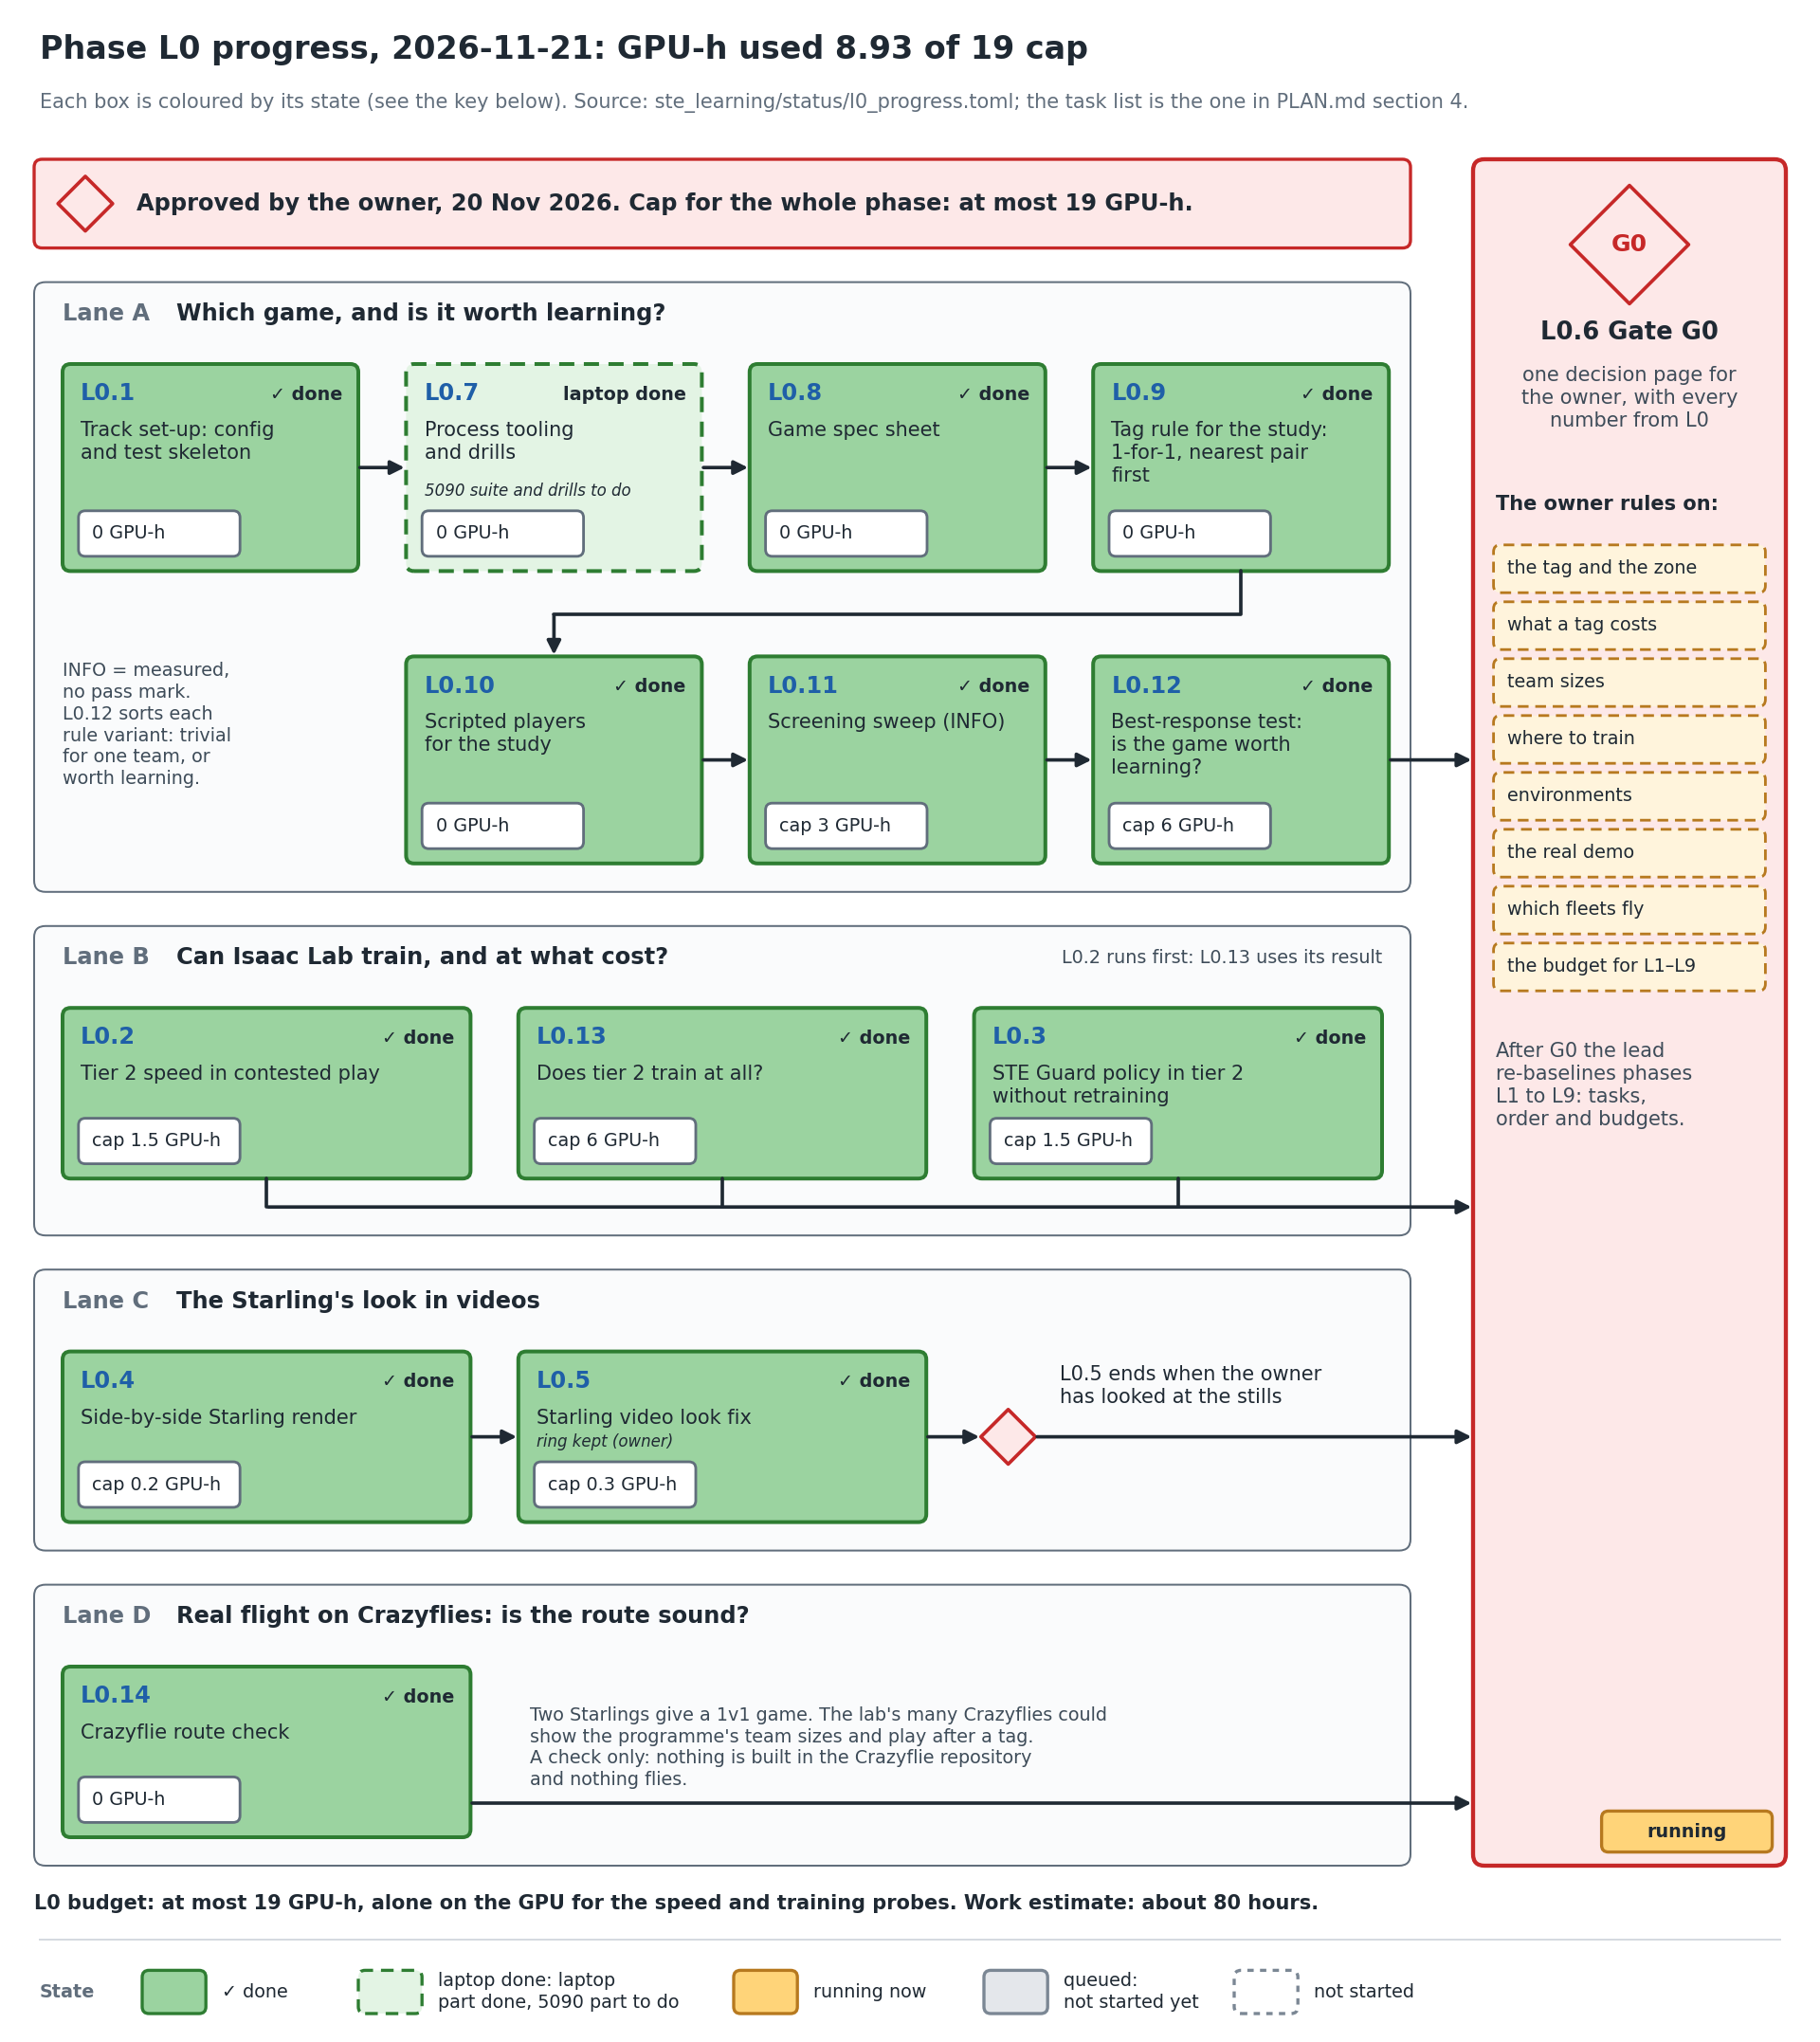 Phase L0 progress, 2026-11-21: GPU-h used 8.93 of 19 cap
Each box is coloured by its state (see the key below). Source: ste_learning/status/l0_progress.toml; the task list is the one in PLAN.md section 4.
Approved by the owner, 20 Nov 2026. Cap for the whole phase: at most 19 GPU-h.
Lane A Which game, and is it worth learning?
L0.1 ✓ done
Track set-up: config
and test skeleton
0 GPU-h
L0.7 laptop done
Process tooling
and drills
5090 suite and drills to do
0 GPU-h
L0.8 ✓ done
Game spec sheet
0 GPU-h
L0.9 ✓ done
Tag rule for the study:
1-for-1, nearest pair
first
0 GPU-h
INFO = measured,
no pass mark.
L0.12 sorts each
rule variant: trivial
for one team, or
worth learning.
L0.10 ✓ done
Scripted players
for the study
0 GPU-h
L0.11 ✓ done
Screening sweep (INFO)
cap 3 GPU-h
L0.12 ✓ done
Best-response test:
is the game worth
learning?
cap 6 GPU-h
Lane B Can Isaac Lab train, and at what cost?
L0.2 runs first: L0.13 uses its result
L0.2 ✓ done
Tier 2 speed in contested play
cap 1.5 GPU-h
L0.13 ✓ done
Does tier 2 train at all?
cap 6 GPU-h
L0.3 ✓ done
STE Guard policy in tier 2
without retraining
cap 1.5 GPU-h
Lane C The Starling's look in videos
L0.4 ✓ done
Side-by-side Starling render
cap 0.2 GPU-h
L0.5 ✓ done
Starling video look fix
ring kept (owner)
cap 0.3 GPU-h
L0.5 ends when the owner
has looked at the stills
Lane D Real flight on Crazyflies: is the route sound?
L0.14 ✓ done
Crazyflie route check
0 GPU-h
Two Starlings give a 1v1 game. The lab's many Crazyflies could
show the programme's team sizes and play after a tag.
A check only: nothing is built in the Crazyflie repository
and nothing flies.
G0
L0.6 Gate G0
one decision page for
the owner, with every
number from L0
The owner rules on:
the tag and the zone
what a tag costs
team sizes
where to train
environments
the real demo
which fleets fly
the budget for L1–L9
After G0 the lead
re-baselines phases
L1 to L9: tasks,
order and budgets.
running
L0 budget: at most 19 GPU-h, alone on the GPU for the speed and training probes. Work estimate: about 80 hours.
State
✓ done
laptop done: laptop
part done, 5090 part to do
running now
queued:
not started yet
not started